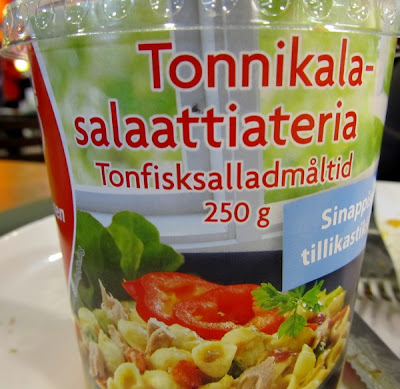 Tonnikala-
salaattiateria
Tonfisksalladmåltid
250 g